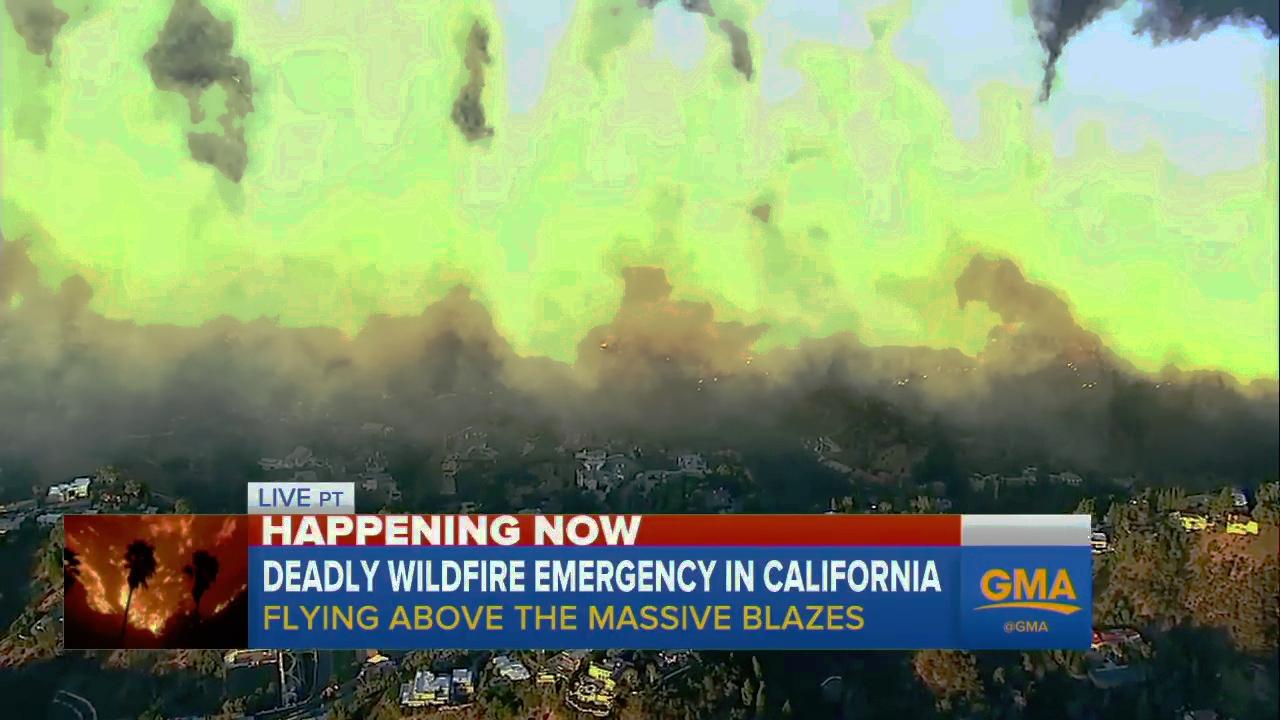 LIVE PT
HAPPENING NOW
DEADLY WILDFIRE EMERGENCY IN CALIFORNIA
FLYING ABOVE THE MASSIVE BLAZES
GMA
@GMA